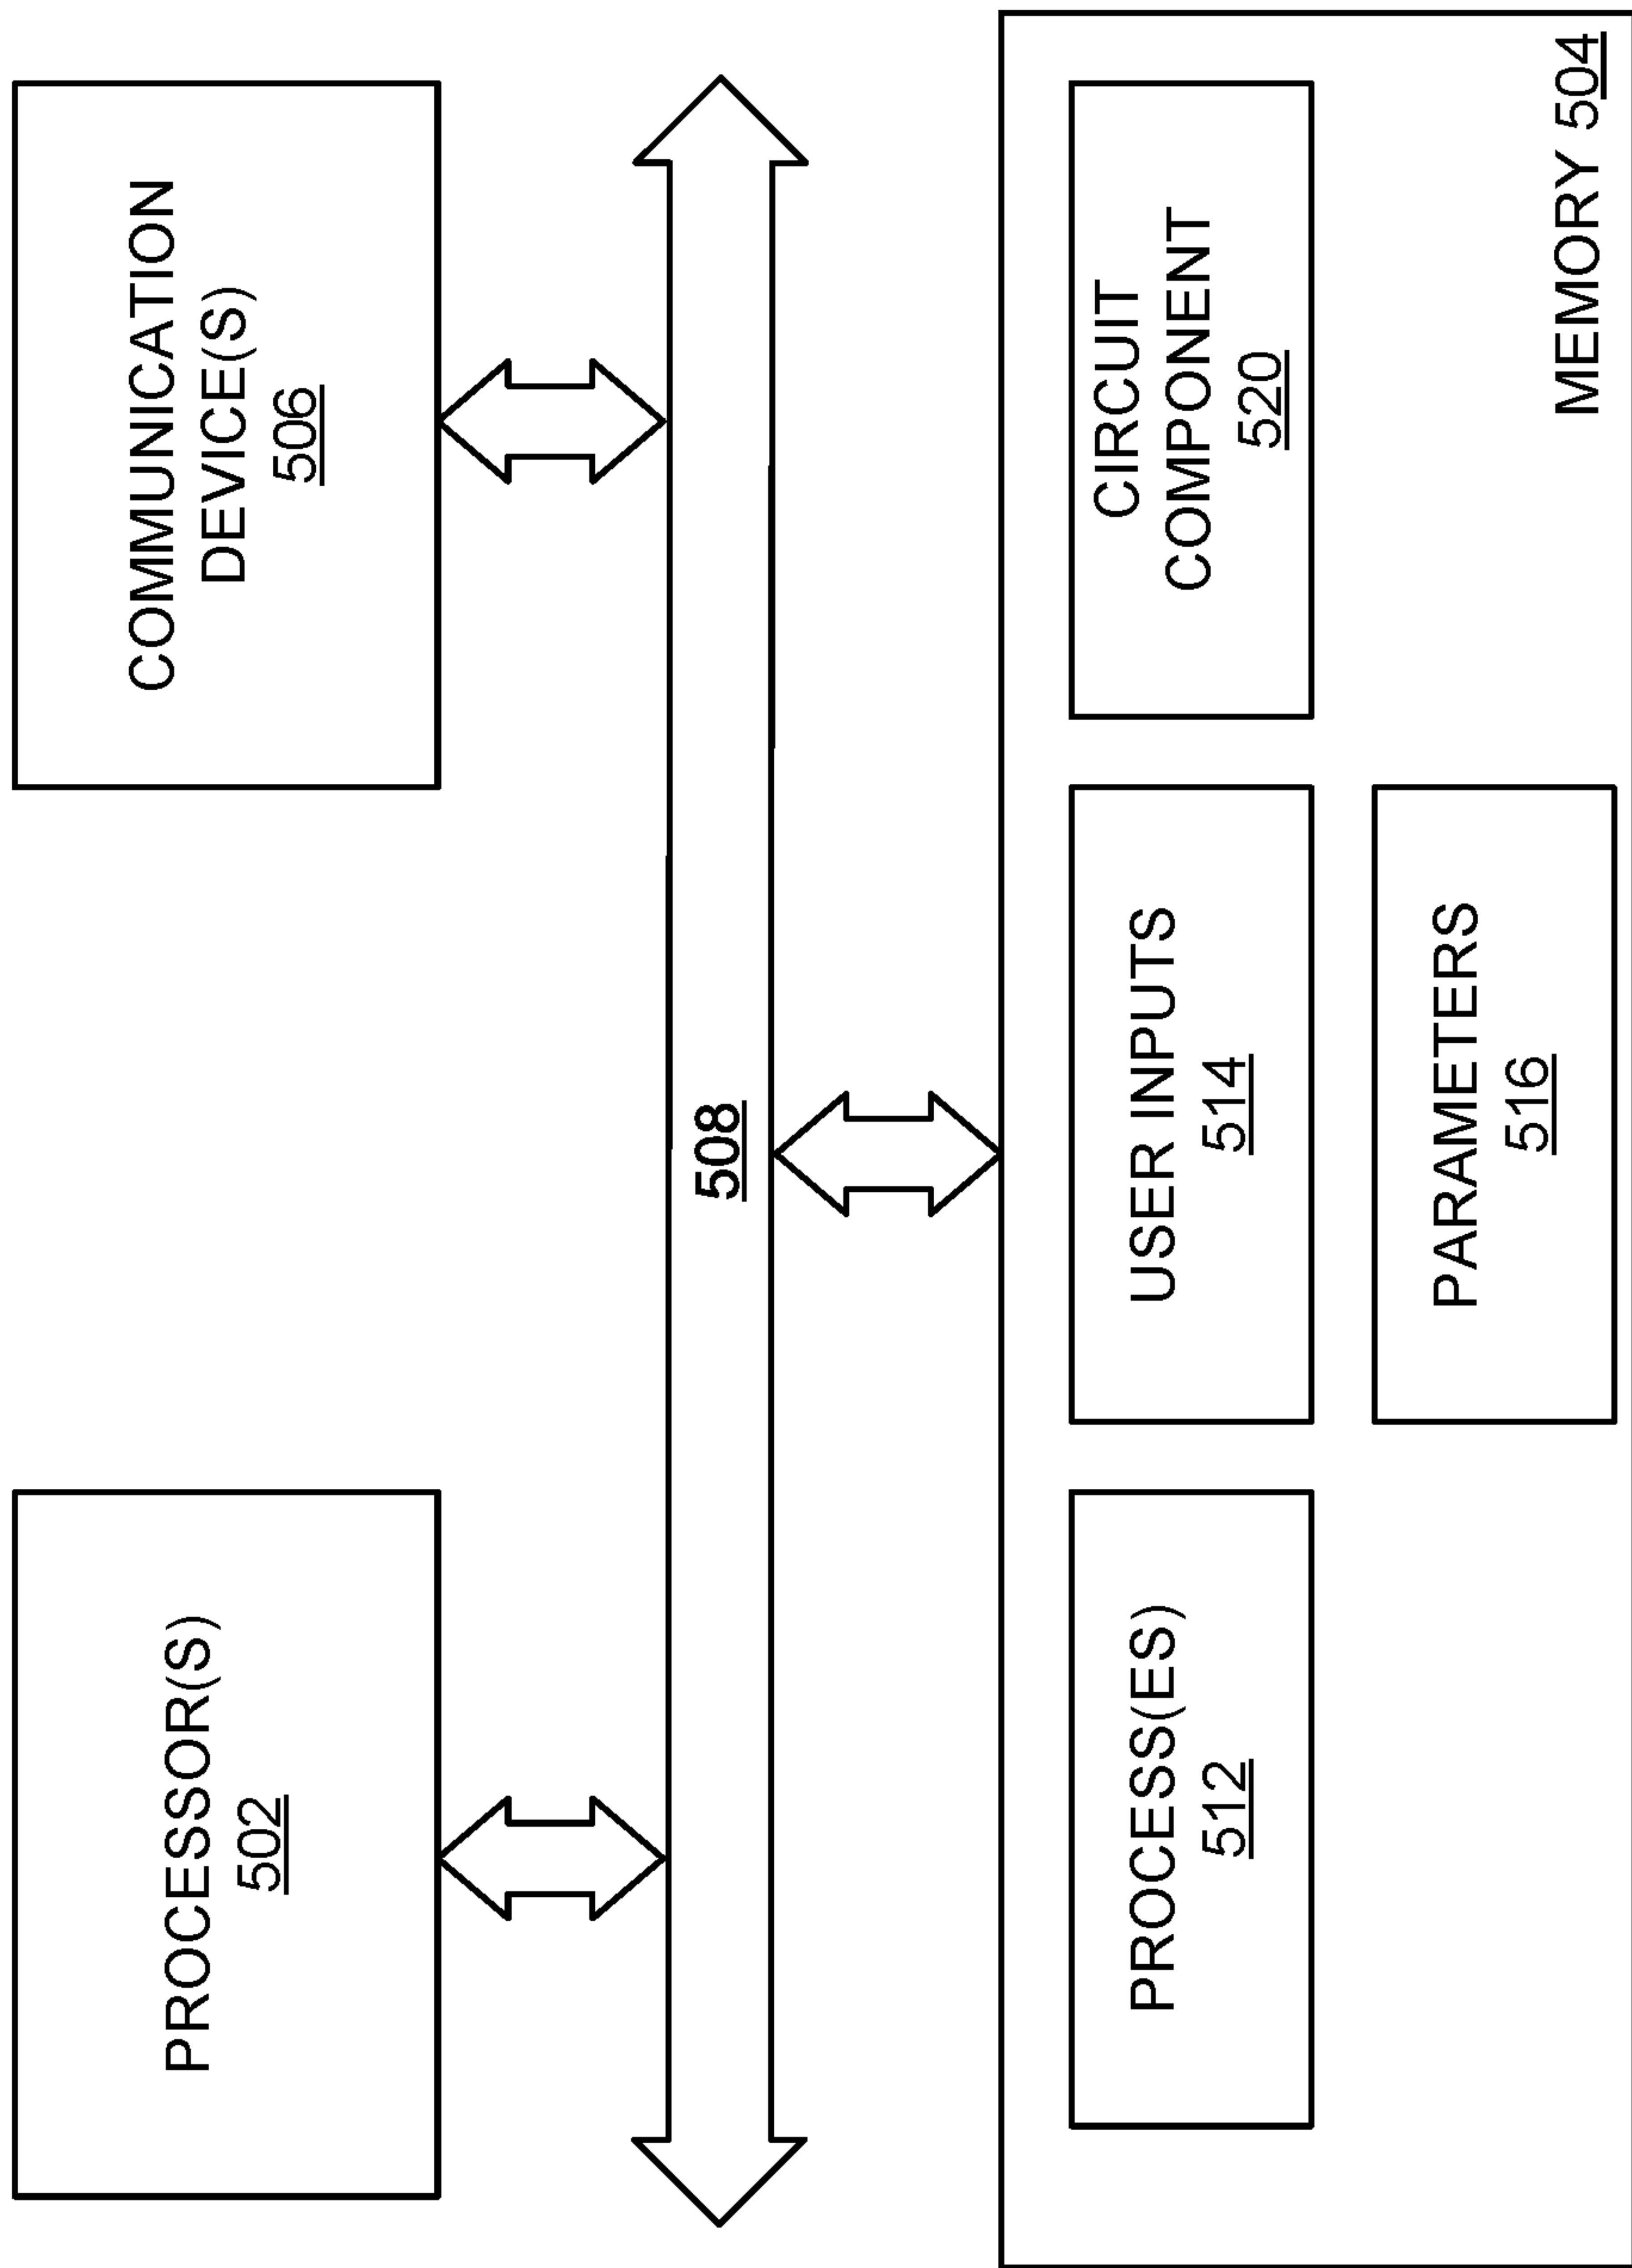 PROCESSOR(S)
502
COMMUNICATION
DEVICE(S)
506
508
PROCESS(ES)
512
USER INPUTS
514
CIRCUIT
COMPONENT
520
PARAMETERS
516
MEMORY 504